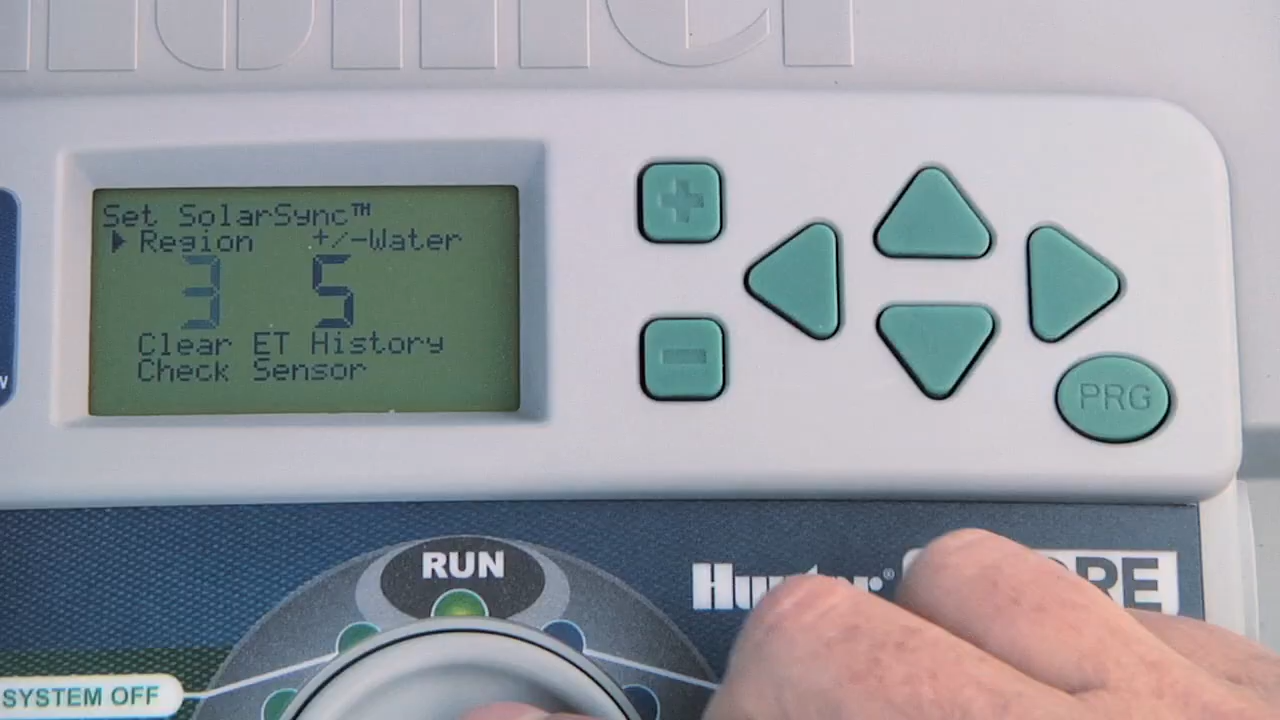 Set SolarSync™
▶ Region +/-Water
3 5
Clear ET History
Check Sensor
+
-
PRG
RUN
Hunter®
SYSTEM OFF